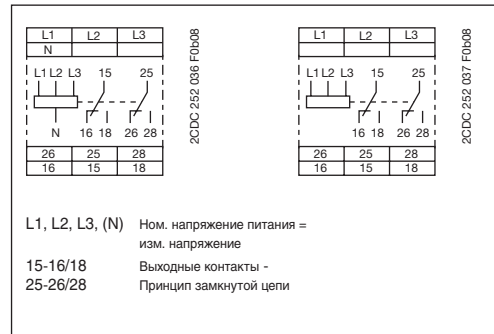 L1 L2 L3
N
L1 L2 L3 15 25
N 16 18 26 28
26 25 28
16 15 18
2CDC 252 036 F0b08
L1 L2 L3
L1 L2 L3 15 25
16 18 26 28
26 25 28
16 15 18
2CDC 252 037 F0b08
L1, L2, L3, (N) Ном. напряжение питания =
изм. напряжение
15-16/18 Выходные контакты -
25-26/28 Принцип замкнутой цепи